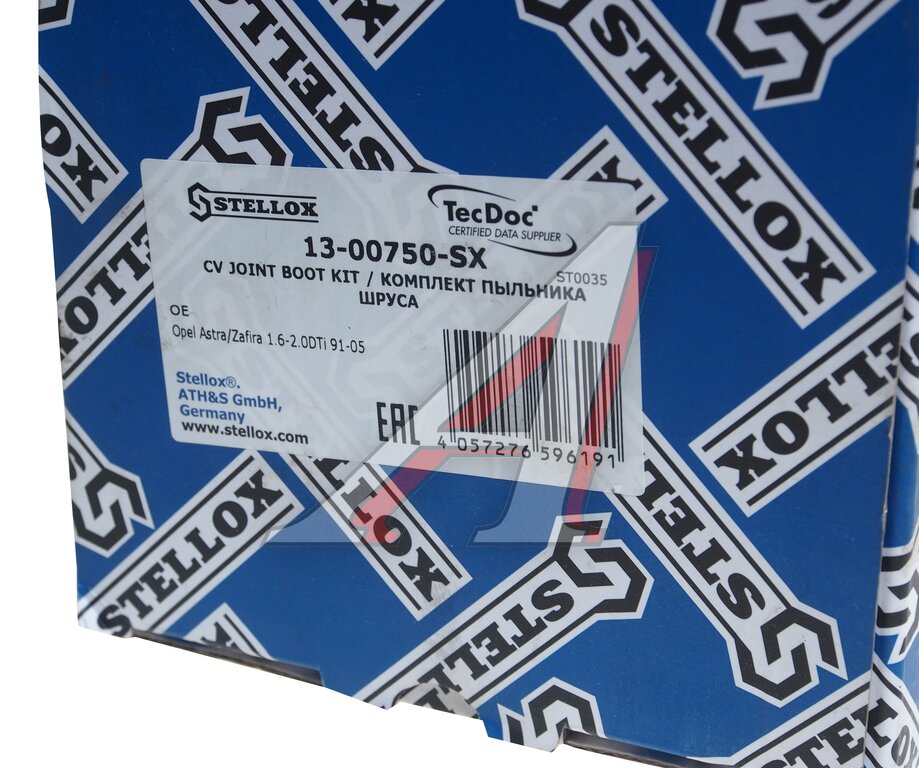 STELLOX
TecDoc
CERTIFIED DATA SUPPLIER
13-00750-SX
ST0035
CV JOINT BOOT KIT / КОМПЛЕКТ ПЫЛЬНИКА
ШРУСА
OE
Opel Astra/Zafira 1.6-2.0DTi 91-05
Stellox®.
ATH&S GmbH,
Germany
www.stellox.com
EAC
4 057276 596191
STELLOX
STELLOX
STELLOX
STELLOX
STELLOX
STELLOX
STELLOX